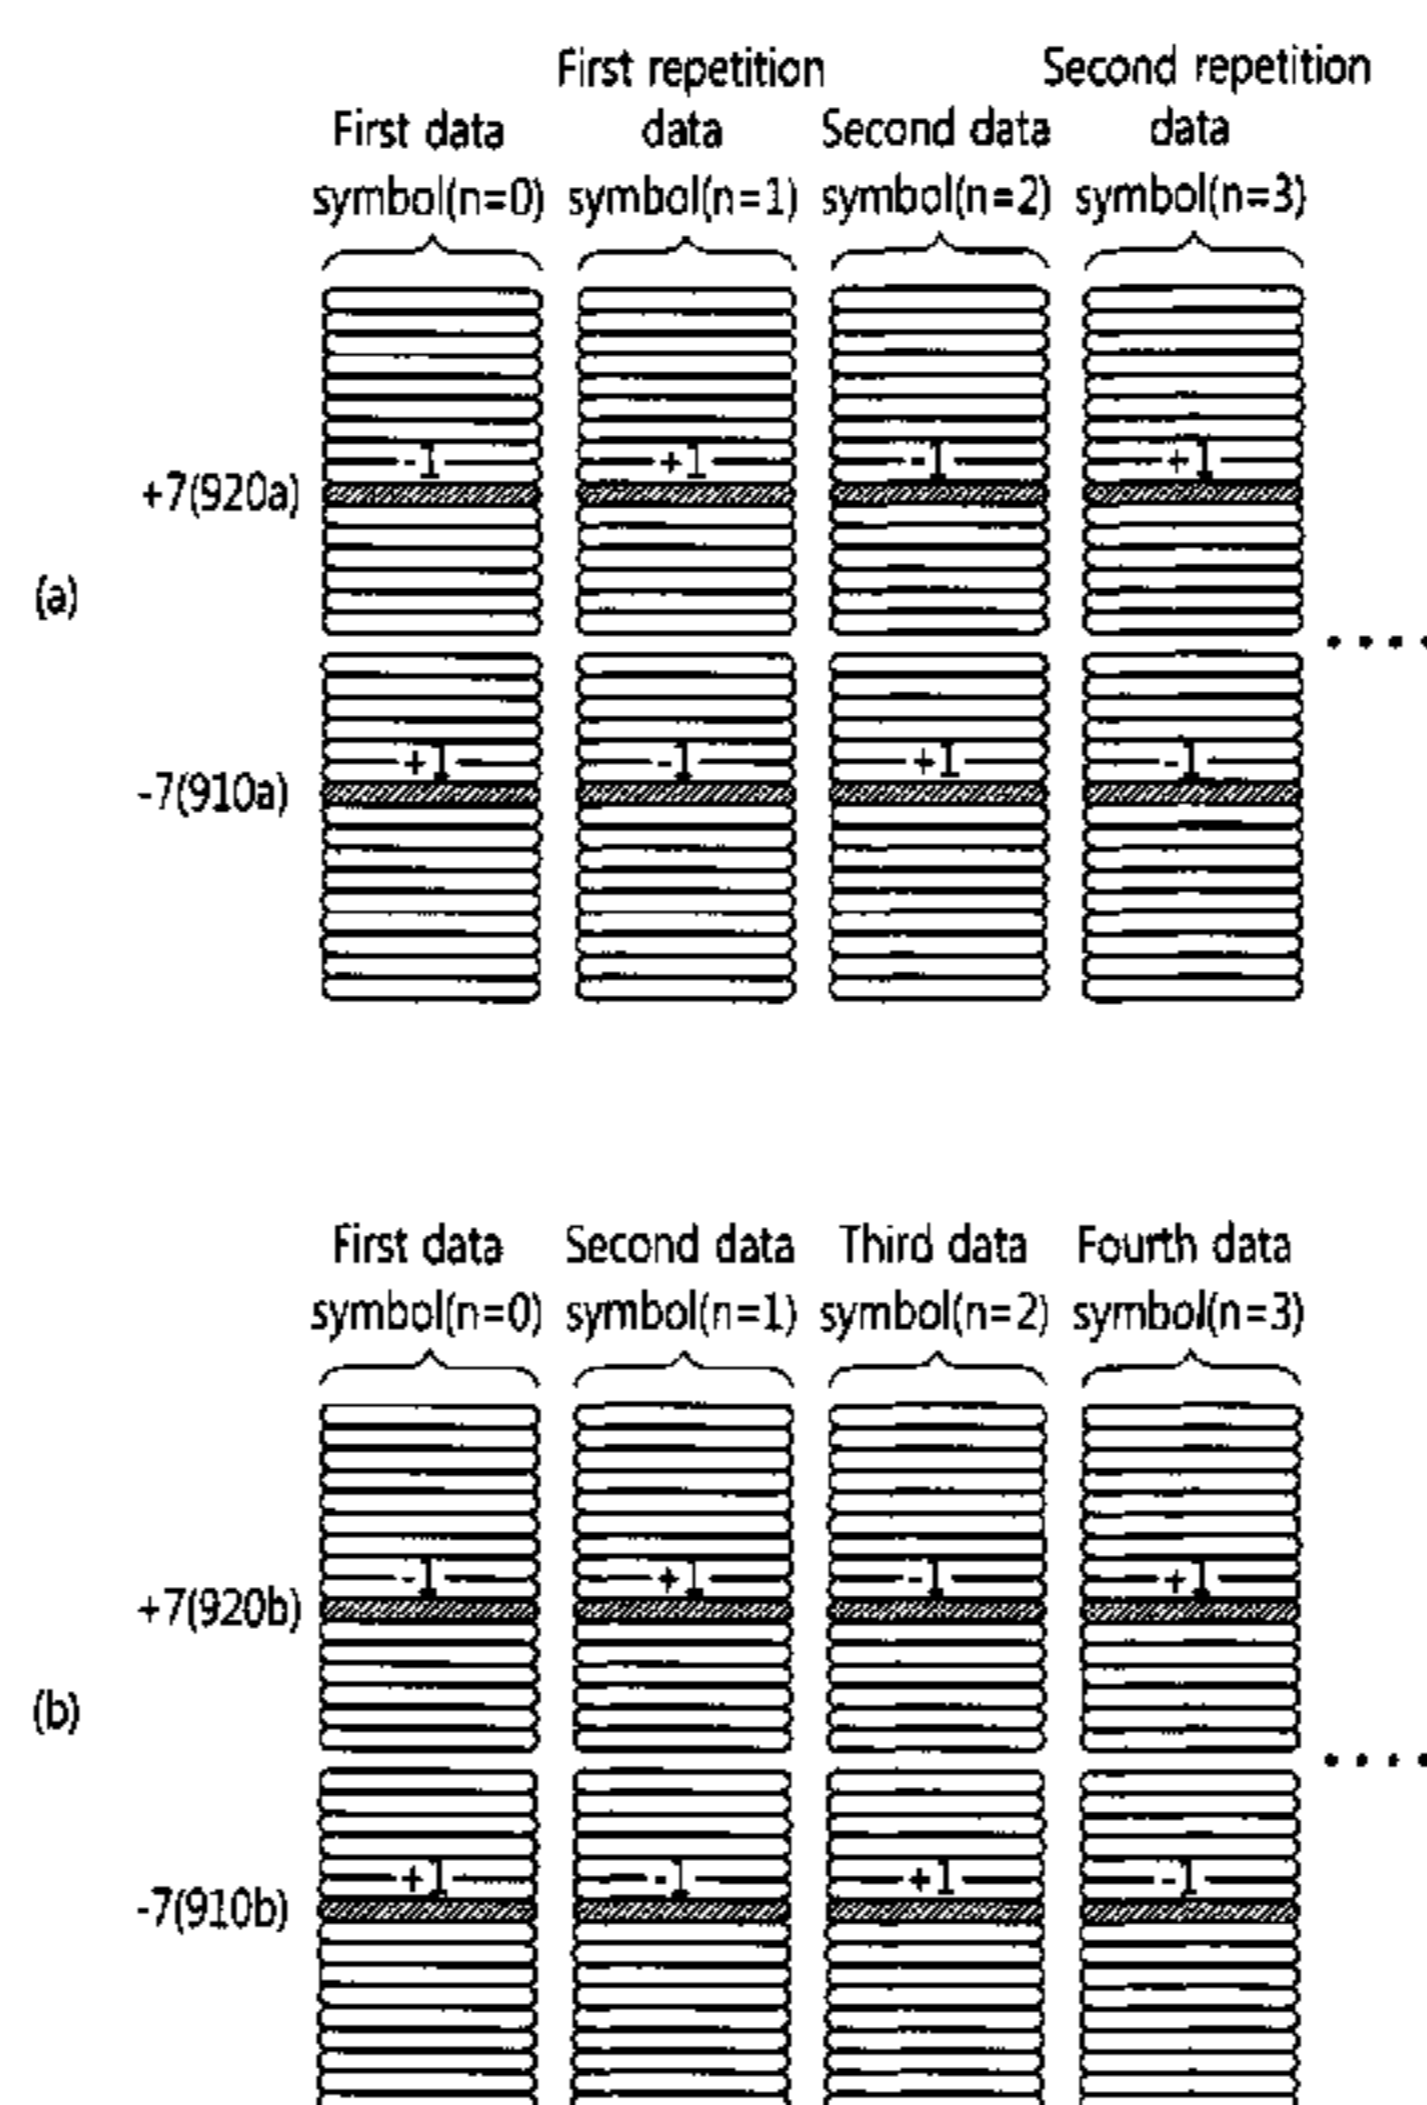 First repetition Second repetition
First data data Second data data
symbol(n=0) symbol(n=1) symbol(n=2) symbol(n=3)
-1 +1 -1 +1
+7(920a)
(a)
....
+1 -1 +1 -1
-7(910a)
First data Second data Third data Fourth data
symbol(n=0) symbol(n=1) symbol(n=2) symbol(n=3)
-1 +1 -1 +1
+7(920b)
(b)
....
+1 -1 +1 -1
-7(910b)